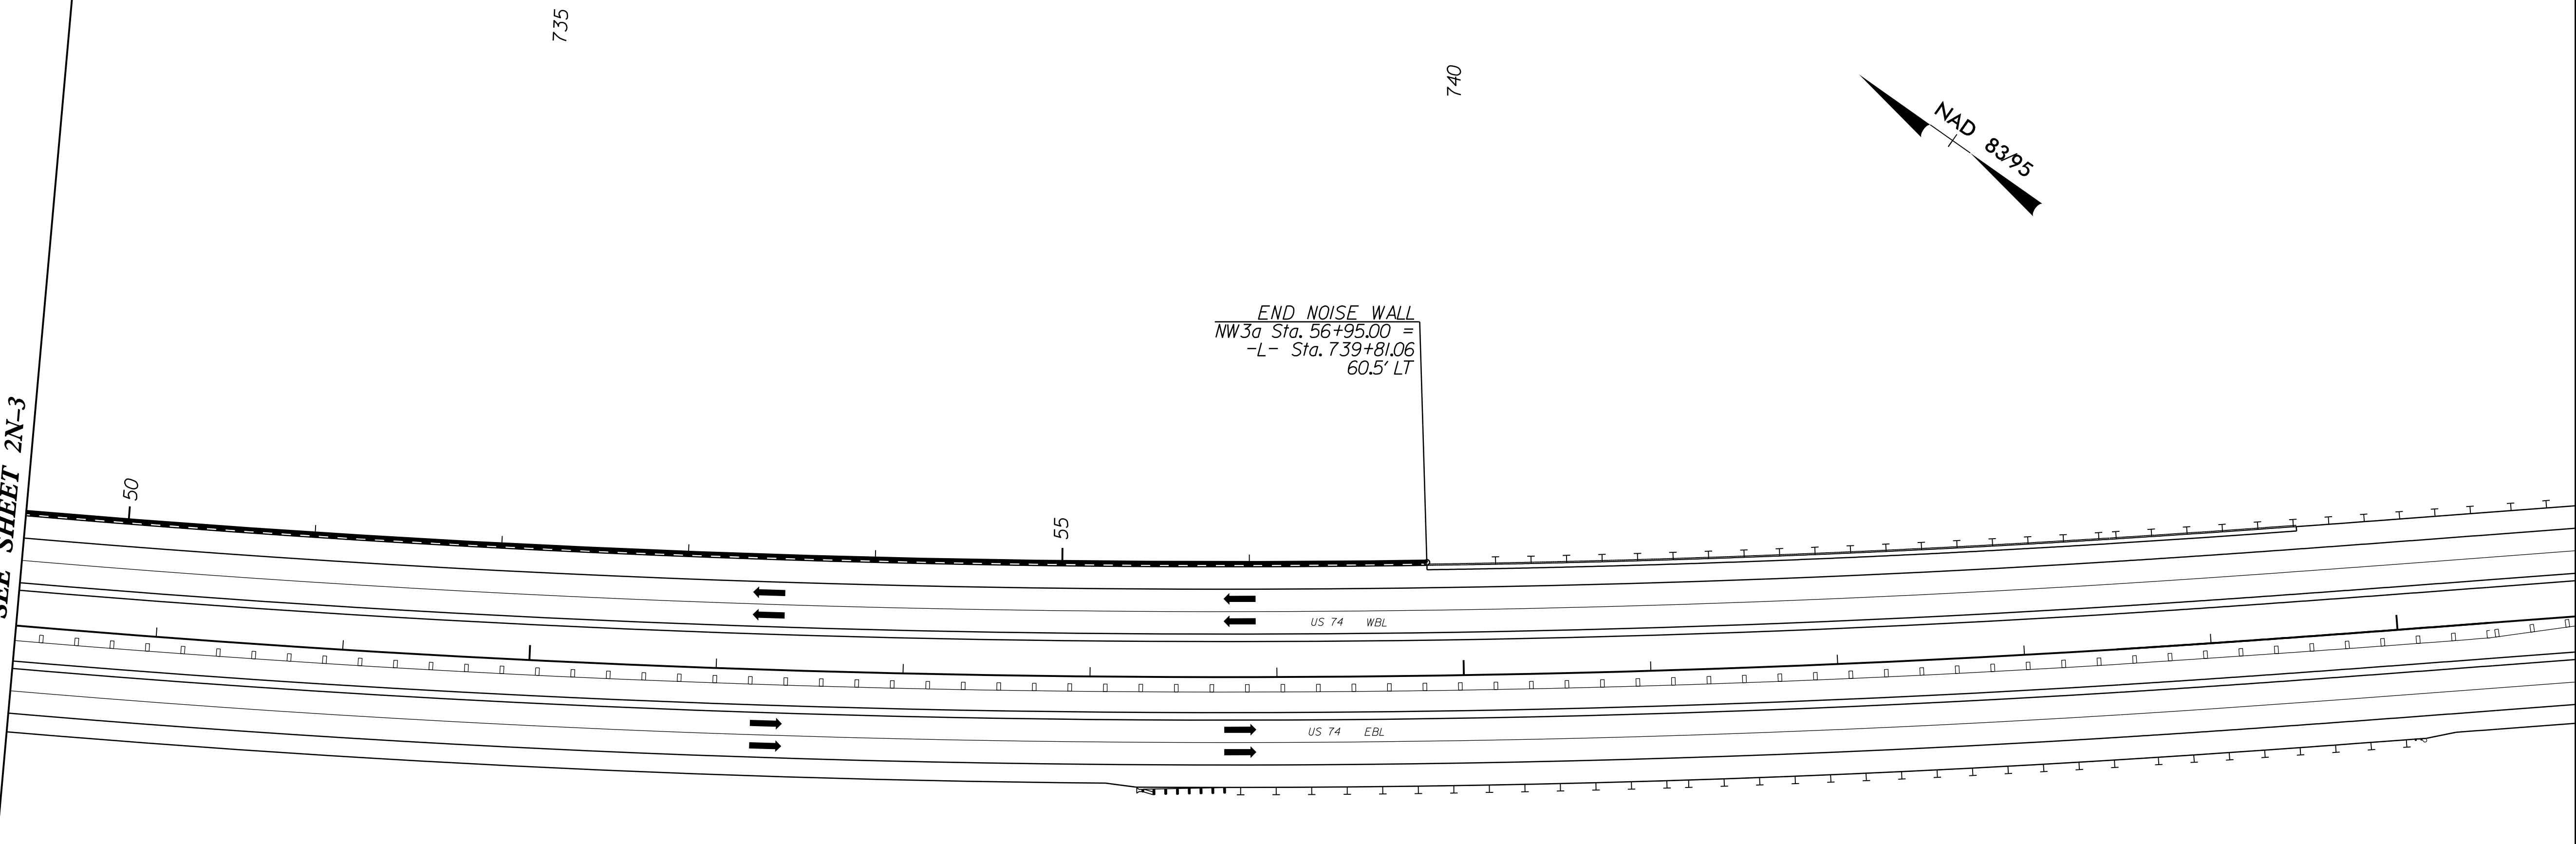 735
740
NAD 83/95
END NOISE WALL
NW3a Sta. 56+95.00 =
-L- Sta. 739+81.06
60.5' LT
SEE SHEET 2N-3
50
55
US 74 WBL
US 74 EBL